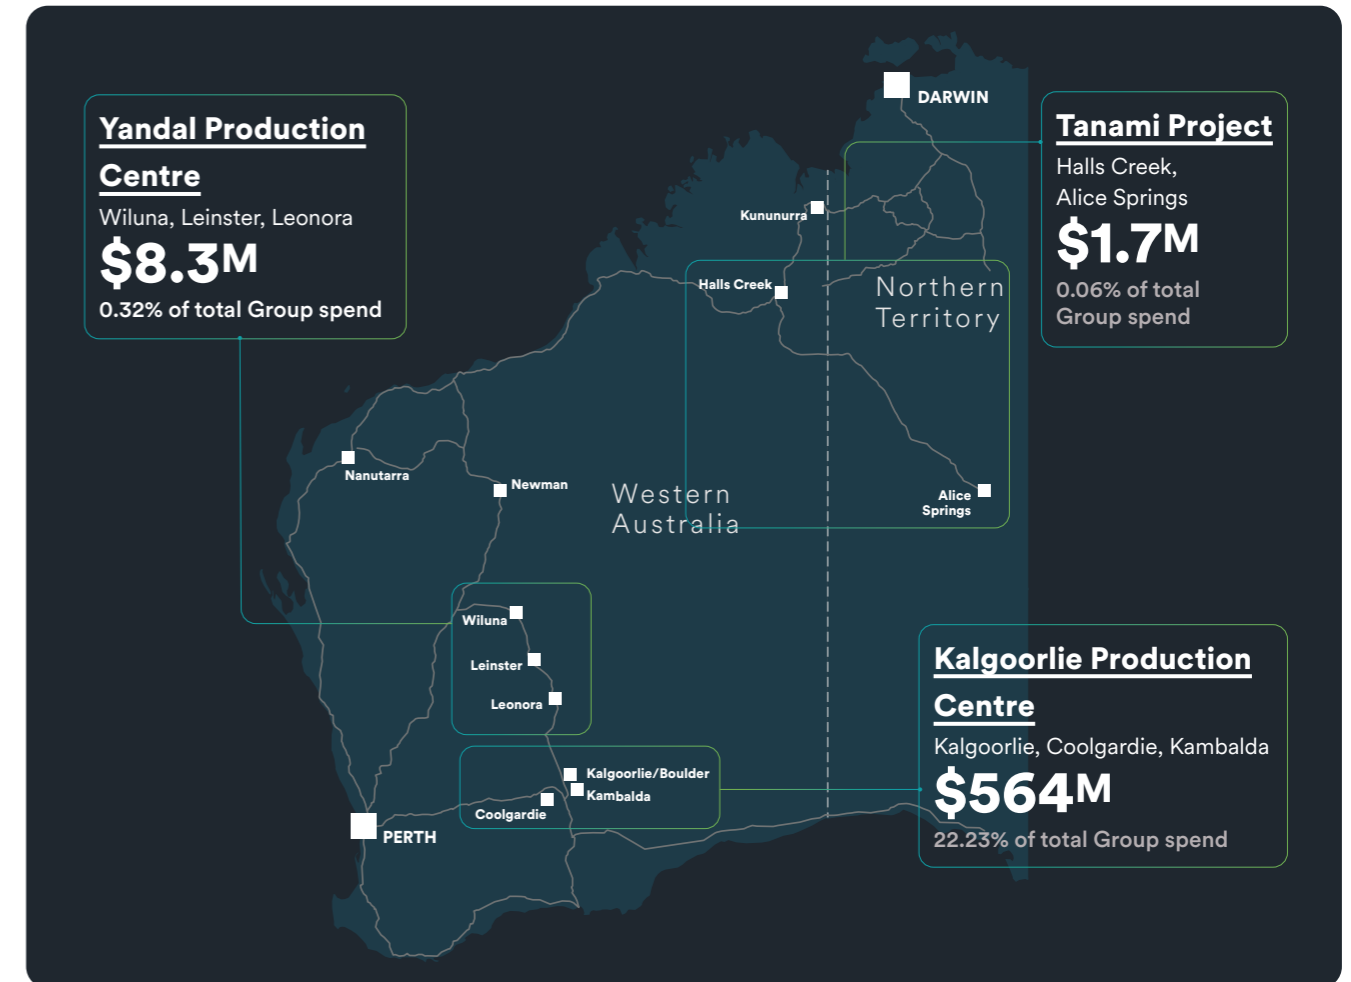 Yandal Production
Centre
Wiluna, Leinster, Leonora
$8.3M
0.32% of total Group spend
DARWIN
Tanami Project
Halls Creek,
Alice Springs
$1.7M
0.06% of total
Group spend
Kununurra
Halls Creek
Northern
Territory
Nanutarra
Newman
Western
Australia
Alice
Springs
Wiluna
Leinster
Leonora
Kalgoorlie Production
Centre
Kalgoorlie, Coolgardie, Kambalda
$564M
22.23% of total Group spend
Kalgoorlie/Boulder
Kambalda
Coolgardie
PERTH